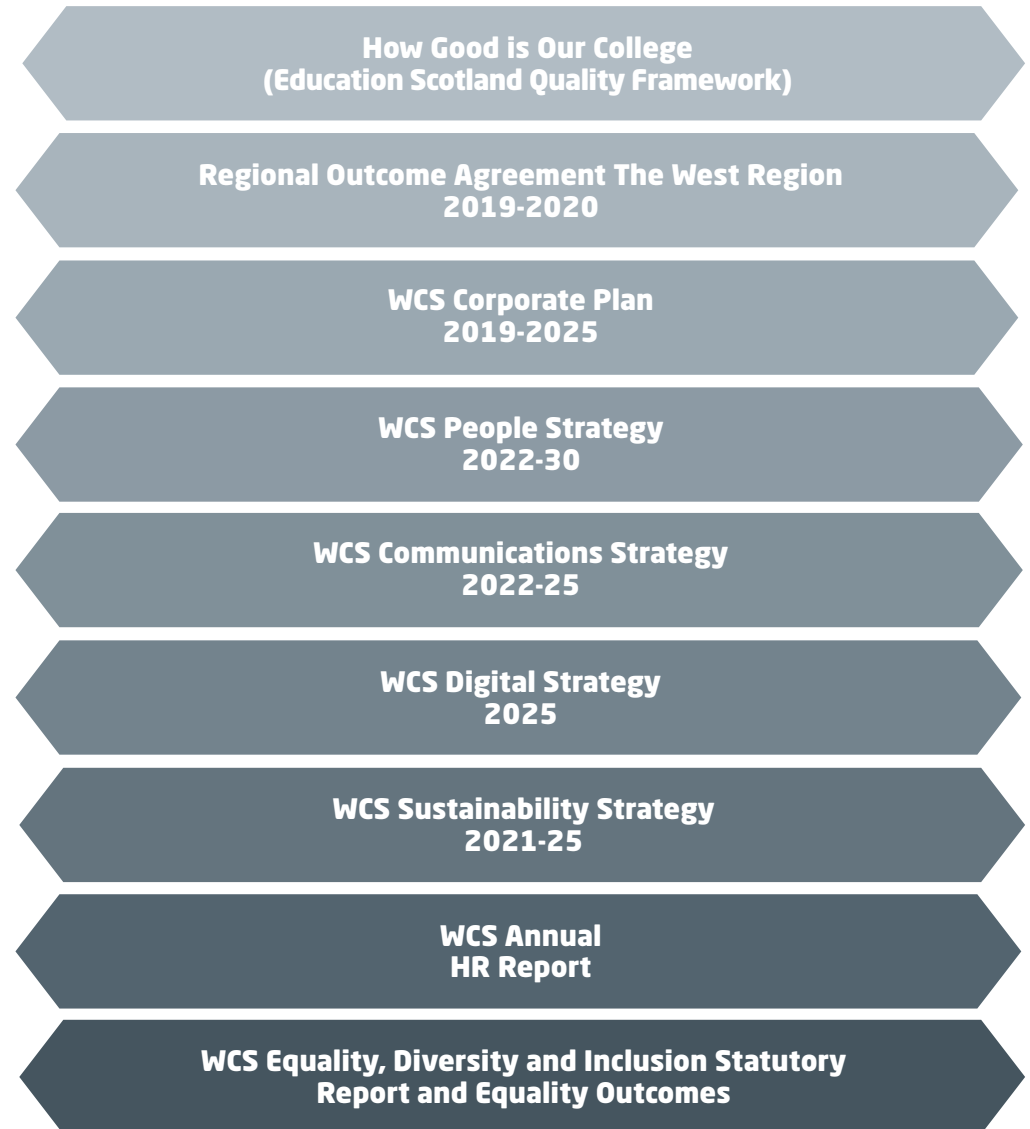 How Good is Our College
(Education Scotland Quality Framework)
Regional Outcome Agreement The West Region
2019-2020
WCS Corporate Plan
2019-2025
WCS People Strategy
2022-30
WCS Communications Strategy
2022-25
WCS Digital Strategy
2025
WCS Sustainability Strategy
2021-25
WCS Annual
HR Report
WCS Equality, Diversity and Inclusion Statutory
Report and Equality Outcomes